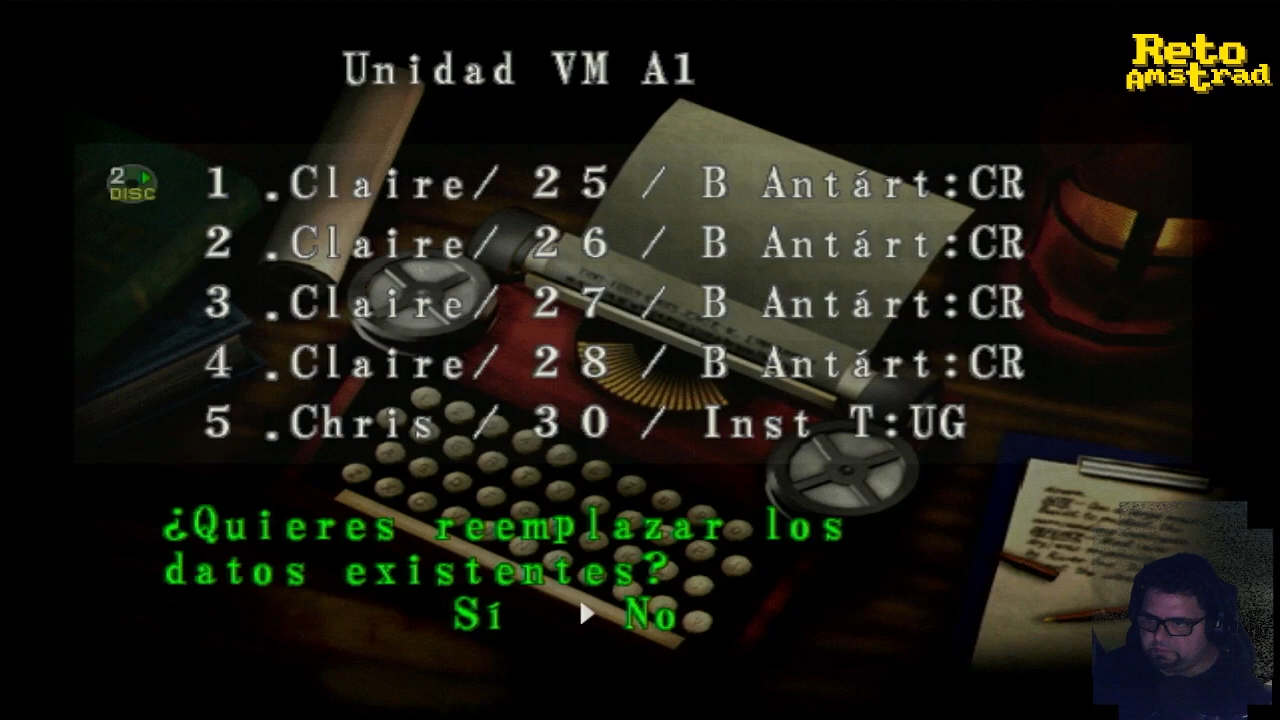 Unidad VM A1
Reto
Amstrad
2
DISC
1 .Claire/ 25 / B Antárt:CR
2 .Claire/ 26 / B Antárt:CR
3 .Claire/ 27 / B Antárt:CR
4 .Claire/ 28 / B Antárt:CR
5 .Chris / 30 / Inst T:UG
¿Quieres reemplazar los
datos existentes?
Sí No